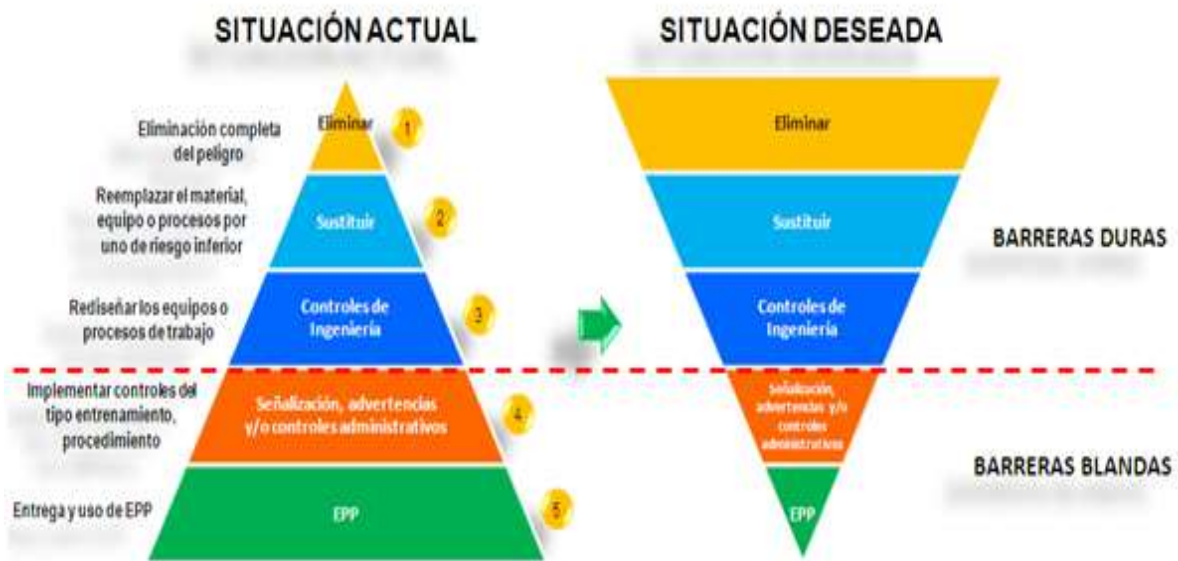 SITUACIÓN ACTUAL
SITUACIÓN DESEADA
Eliminación completa
del peligro
Eliminar
1
Reemplazar el material,
equipo o procesos por
uno de riesgo inferior
Sustituir
2
Rediseñar los equipos o
procesos de trabajo
Controles de
Ingeniería
3
Implementar controles del
tipo entrenamiento,
procedimiento
Señalización, advertencias
y/o controles administrativos
4
Entrega y uso de EPP
EPP
5
Eliminar
Sustituir
Controles de
Ingeniería
Señalización,
advertencias y/o
controles
administrativos
EPP
BARRERAS DURAS
BARRERAS BLANDAS